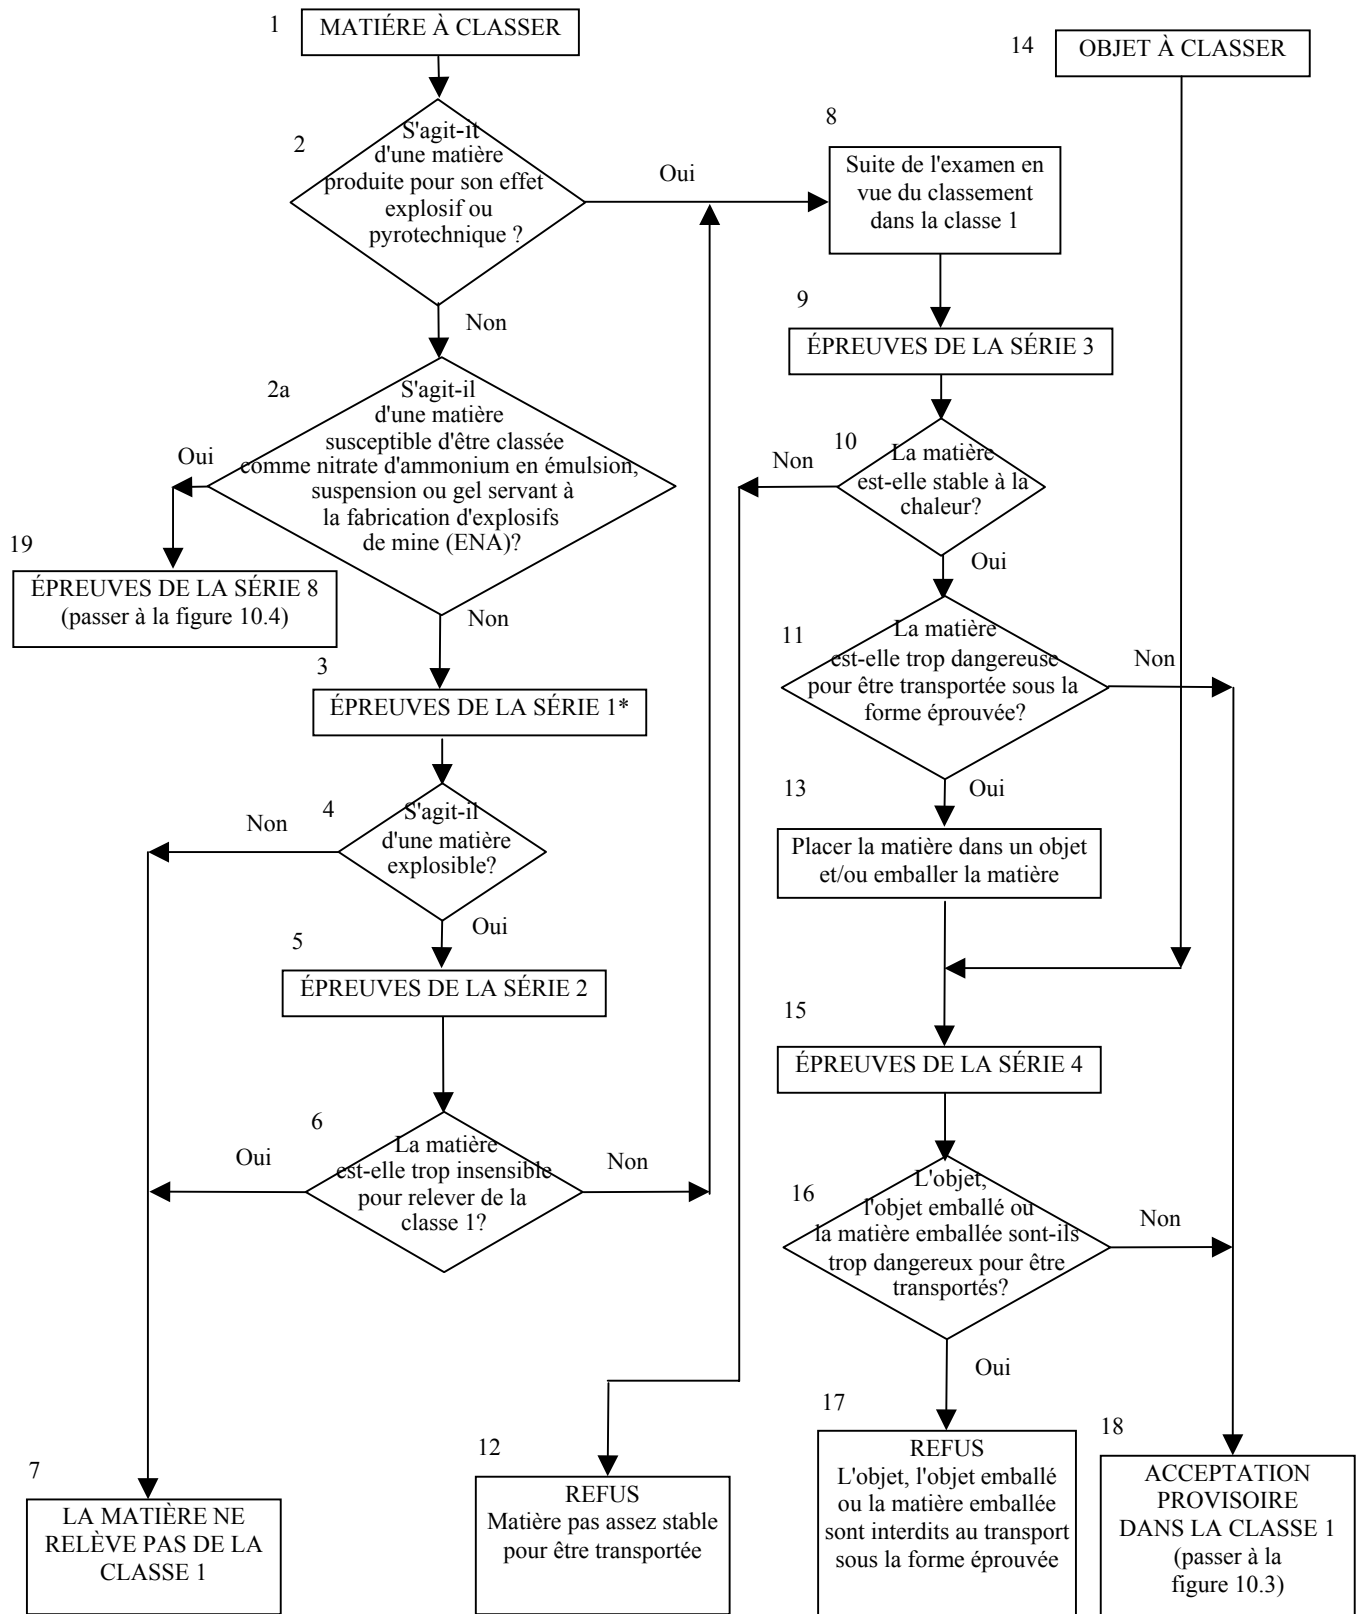 1
MATIÉRE À CLASSER
14
OBJET À CLASSER
2
S'agit-it
d'une matière
produite pour son effet
explosif ou
pyrotechnique ?
Oui
8
Suite de l'examen en
vue du classement
dans la classe 1
Non
9
ÉPREUVES DE LA SÉRIE 3
2a
S'agit-il
d'une matière
susceptible d'être classée
comme nitrate d'ammonium en émulsion,
suspension ou gel servant à
la fabrication d'explosifs
de mine (ENA)?
Oui
10
La matière
est-elle stable à la
chaleur?
Non
Oui
19
ÉPREUVES DE LA SÉRIE 8
(passer à la figure 10.4)
Non
11
La matière
est-elle trop dangereuse
pour être transportée sous la
forme éprouvée?
Non
Oui
3
ÉPREUVES DE LA SÉRIE 1*
4
S'agit-il
d'une matière
explosible?
Non
Oui
13
Placer la matière dans un objet
et/ou emballer la matière
5
ÉPREUVES DE LA SÉRIE 2
15
ÉPREUVES DE LA SÉRIE 4
6
La matière
est-elle trop insensible
pour relever de la
classe 1?
Oui
Non
16
L'objet,
l'objet emballé ou
la matière emballée sont-ils
trop dangereux pour être
transportés?
Non
Oui
7
LA MATIÈRE NE
RELÈVE PAS DE LA
CLASSE 1
12
REFUS
Matière pas assez stable
pour être transportée
17
REFUS
L'objet, l'objet emballé
ou la matière emballée
sont interdits au transport
sous la forme éprouvée
18
ACCEPTATION
PROVISOIRE
DANS LA CLASSE 1
(passer à la
figure 10.3)